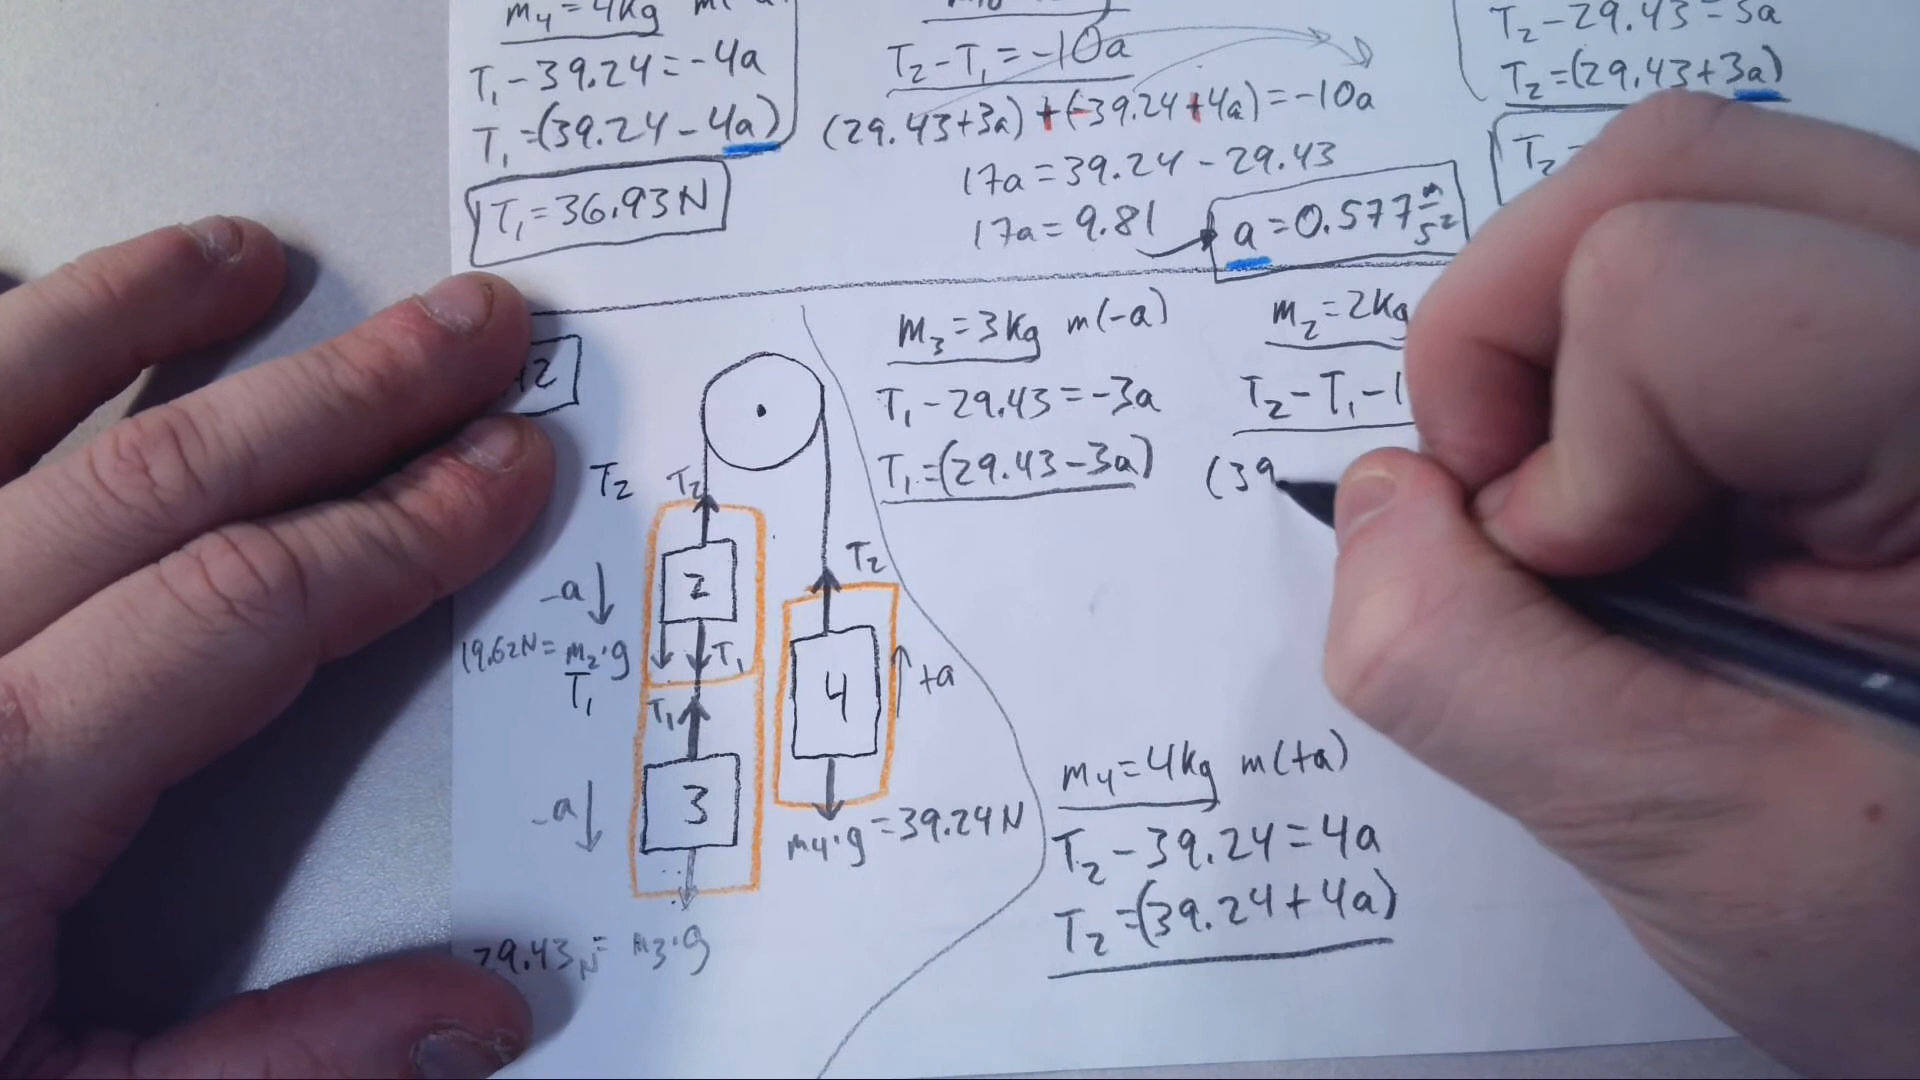 m₄=4kg
T₁-39.24=-4a
T₁=(39.24-4a)
T₁=36.93N
T₂-T₁=-10a
(29.43+3a)+(-39.24+4a)=-10a
17a=39.24-29.43
17a=9.81
a=0.577 m/s²
T₂-29.43=3a
T₂=(29.43+3a)
T₂=
m₃=3kg m(-a)
T₁-29.43=-3a
T₁=(29.43-3a)
m₂=2kg
T₂-T₁-1
(39
T₂ T₂
2
-a
19.62N=m₂·g
T₁
T₁
T₁
3
-a
29.43N=m₃·g
T₂
4
+a
m₄·g=39.24N
m₄=4kg m(+a)
T₂-39.24=4a
T₂=(39.24+4a)